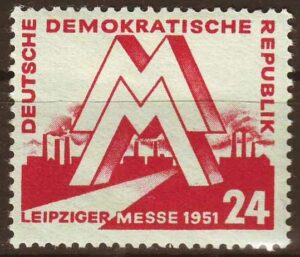 DEUTSCHE DEMOKRATISCHE REPUBLIK
MM
LEIPZIGER MESSE 1951
24